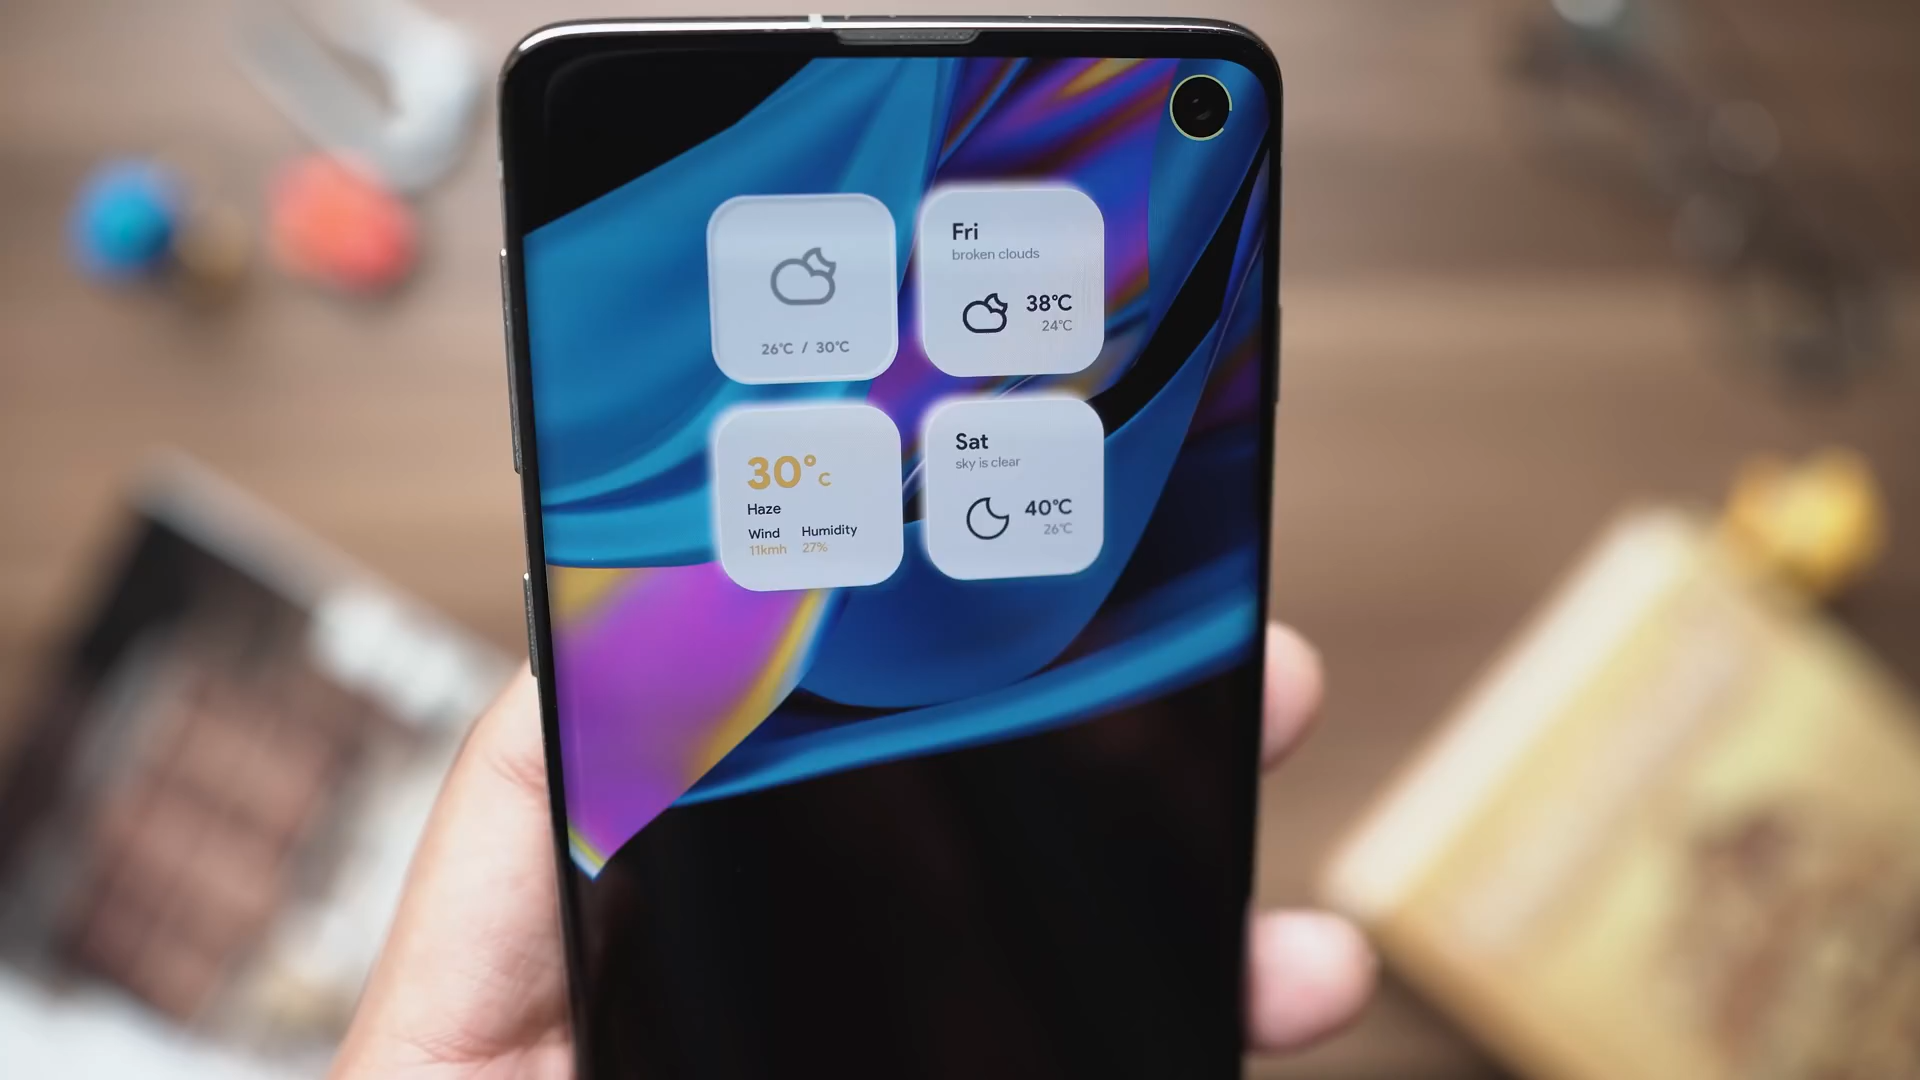 26°C / 30°C
Fri
broken clouds
38°C
24°C
30°C
Haze
Wind Humidity
11kmh 27%
Sat
sky is clear
40°C
26°C